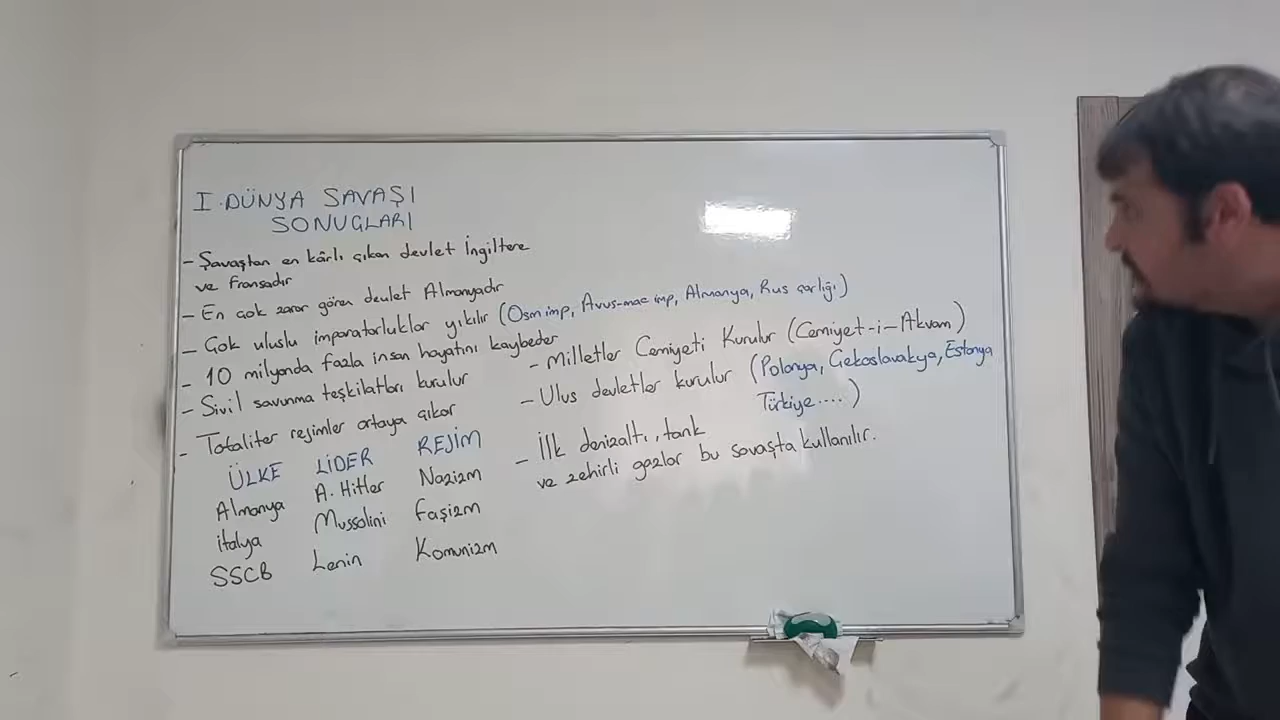 I. DÜNYA SAVAŞI
SONUÇLARI
- Savaştan en kârlı çıkan devlet İngiltere
ve fransadır
- En çok zarar gören devlet Almanyadır
- Çok uluslu imparatorluklar yıkılır (Osm imp, Avus-mac imp, Almanya, Rus çarlığı)
- 10 milyonda fazla insan hayatını kaybeder
- Sivil savunma teşkilatları kurulur
- Totaliter rejimler ortaya çıkar
ÜLKE LİDER REJİM
Almanya A. Hitler Nazizm
italya Mussolini Faşizm
SSCB Lenin Komunizm
- Milletler Cemiyeti Kurulur (Cemiyet-i-Akvam)
- Ulus devletler kurulur (Polonya, Çekoslavakya, Estonya
Türkiye....)
- İlk denizaltı, tank
ve zehirli gazlar bu savaşta kullanılır.